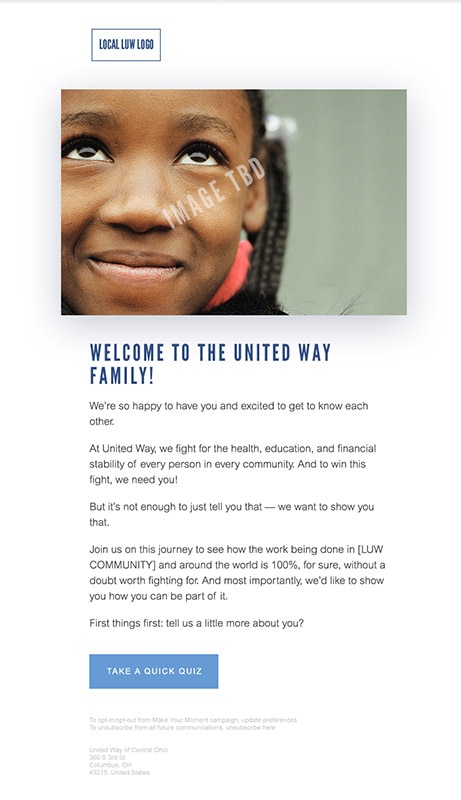 LOCAL LUW LOGO
IMAGE TBD
WELCOME TO THE UNITED WAY
FAMILY!
We're so happy to have you and excited to get to know each
other.
At United Way, we fight for the health, education, and financial
stability of every person in every community. And to win this
fight, we need you!
But it's not enough to just tell you that — we want to show you
that.
Join us on this journey to see how the work being done in [LUW
COMMUNITY] and around the world is 100%, for sure, without a
doubt worth fighting for. And most importantly, we'd like to show
you how you can be part of it.
First things first: tell us a little more about you?
TAKE A QUICK QUIZ
To opt-in/opt-out from Make Your Moment campaign, update preferences
To unsubscribe from all future communications, unsubscribe here
United Way of Central Ohio
360 S 3rd St
Columbus, OH
43215, United States